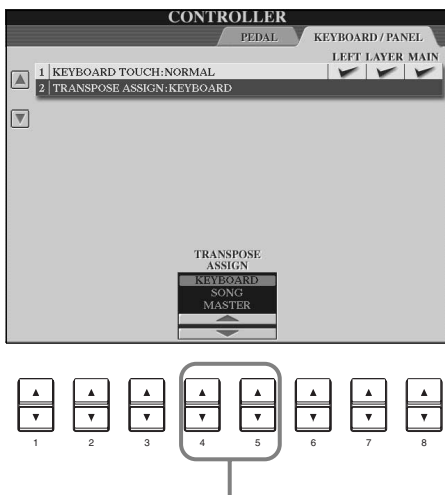 CONTROLLER
PEDAL KEYBOARD / PANEL
LEFT LAYER MAIN
1 KEYBOARD TOUCH:NORMAL
2 TRANSPOSE ASSIGN:KEYBOARD
TRANSPOSE
ASSIGN
KEYBOARD
SONG
MASTER
1 2 3 4 5 6 7 8